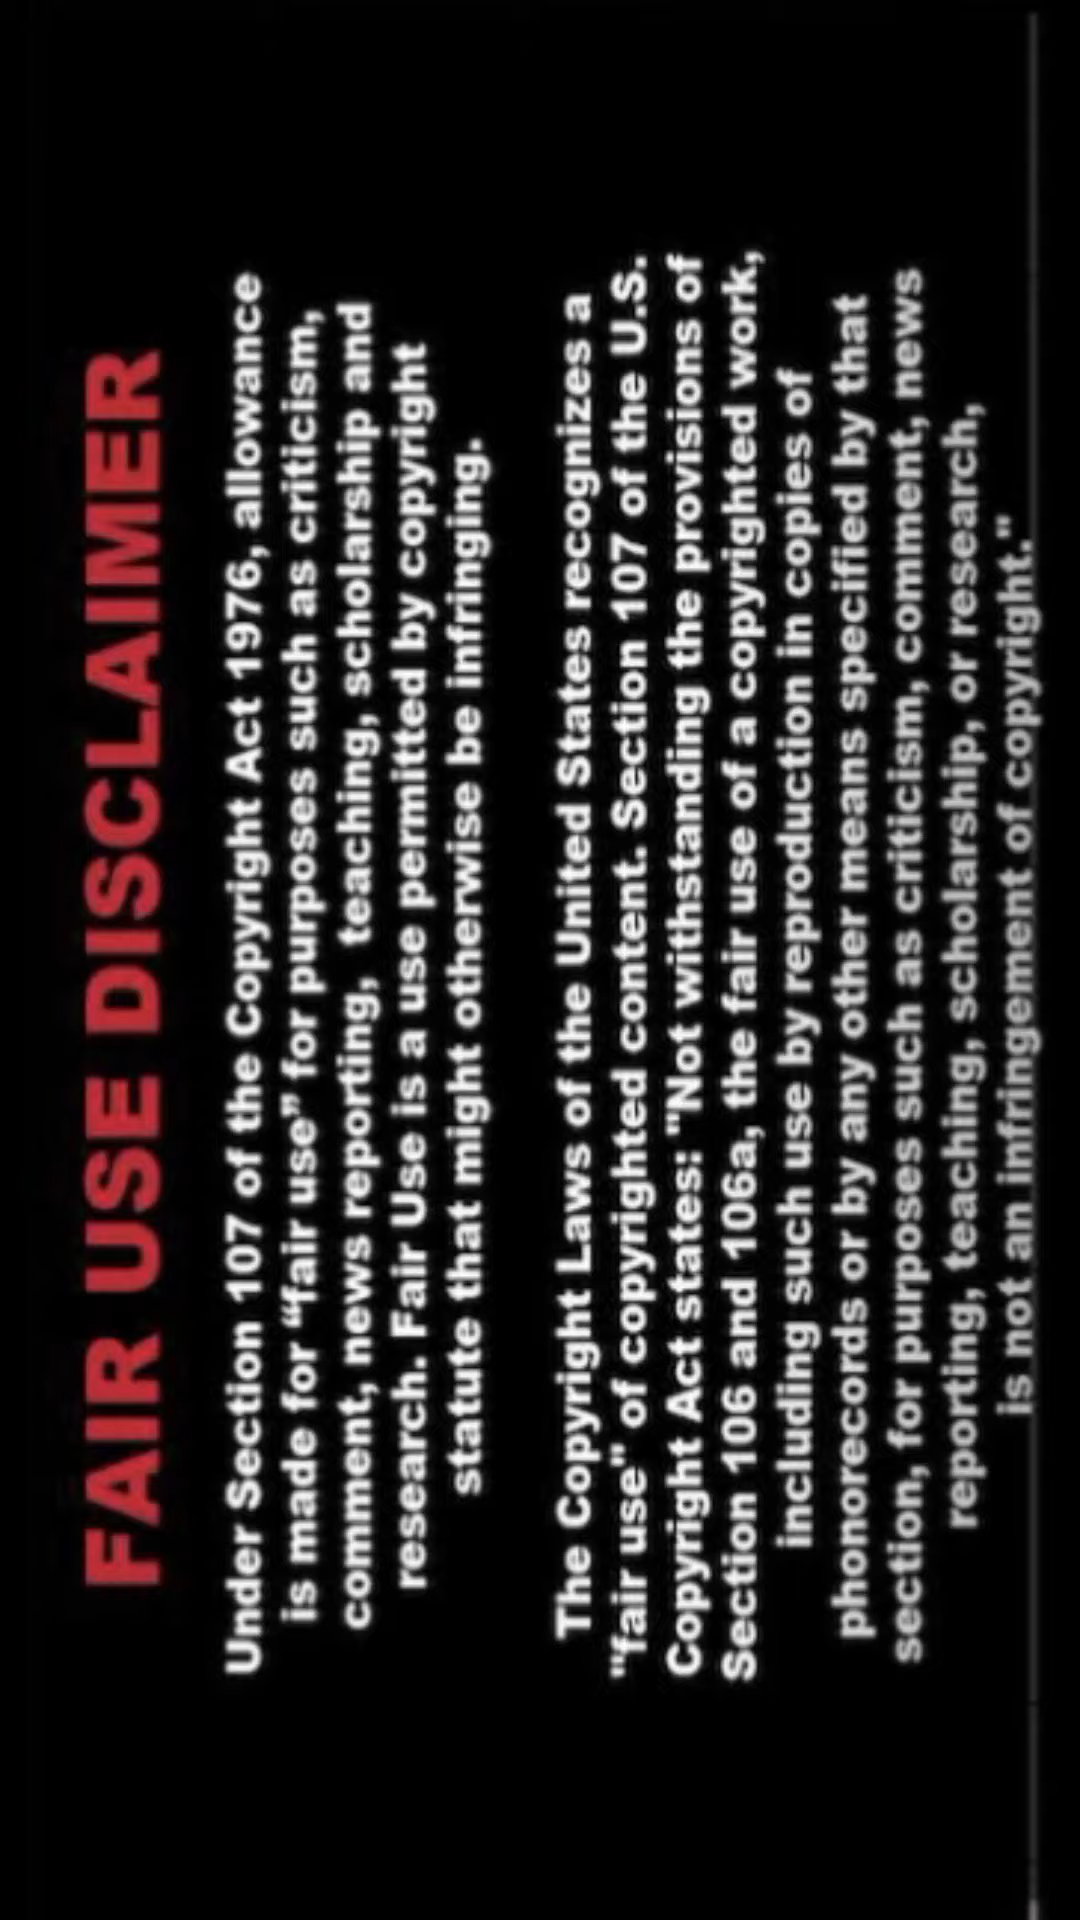 FAIR USE DISCLAIMER
Under Section 107 of the Copyright Act 1976, allowance
is made for “fair use” for purposes such as criticism,
comment, news reporting, teaching, scholarship and
research. Fair Use is a use permitted by copyright
statute that might otherwise be infringing.
The Copyright Laws of the United States recognizes a
"fair use" of copyrighted content. Section 107 of the U.S.
Copyright Act states: "Not withstanding the provisions of
Section 106 and 106a, the fair use of a copyrighted work,
including such use by reproduction in copies of
phonorecords or by any other means specified by that
section, for purposes such as criticism, comment, news
reporting, teaching, scholarship, or research,
is not an infringement of copyright."